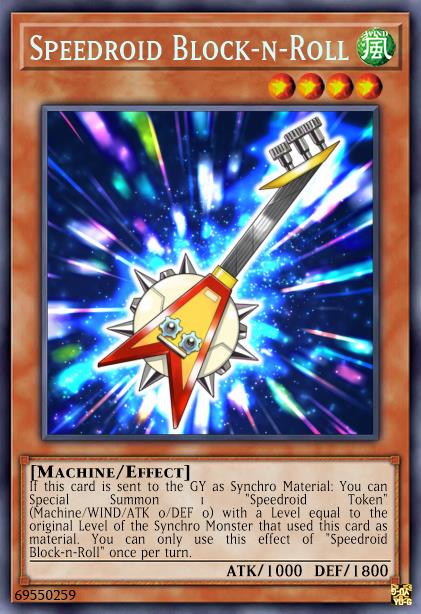 Speedroid Block-n-Roll
WIND
風
[Machine/Effect]
If this card is sent to the GY as Synchro Material: You can
Special Summon 1 "Speedroid Token"
(Machine/WIND/ATK 0/DEF 0) with a Level equal to the
original Level of the Synchro Monster that used this card as
material. You can only use this effect of "Speedroid
Block-n-Roll" once per turn.
ATK/1000 DEF/1800
69550259